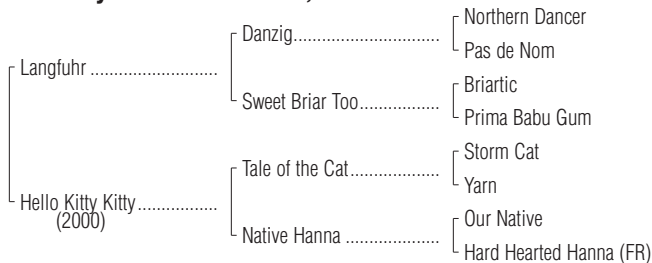 Northern Dancer
Danzig
Pas de Nom
Langfuhr
Briartic
Sweet Briar Too
Prima Babu Gum
Storm Cat
Tale of the Cat
Yarn
Hello Kitty Kitty
(2000)
Our Native
Native Hanna
Hard Hearted Hanna (FR)